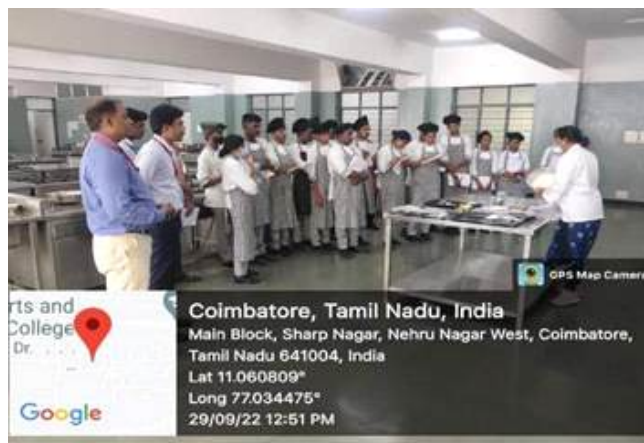 GPS Map Camera
rts and
College
Dr.
Google
Coimbatore, Tamil Nadu, India
Main Block, Sharp Nagar, Nehru Nagar West, Coimbatore,
Tamil Nadu 641004, India
Lat 11.060809°
Long 77.034475°
29/09/22 12:51 PM